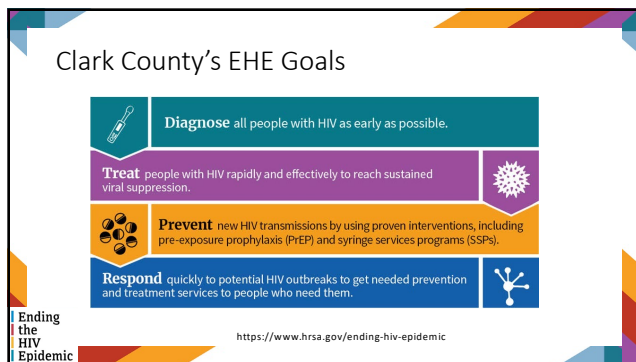 Clark County's EHE Goals
Diagnose all people with HIV as early as possible.
Treat people with HIV rapidly and effectively to reach sustained
viral suppression.
Prevent new HIV transmissions by using proven interventions, including
pre-exposure prophylaxis (PrEP) and syringe services programs (SSPs).
Respond quickly to potential HIV outbreaks to get needed prevention
and treatment services to people who need them.
Ending
the
HIV
Epidemic
https://www.hrsa.gov/ending-hiv-epidemic